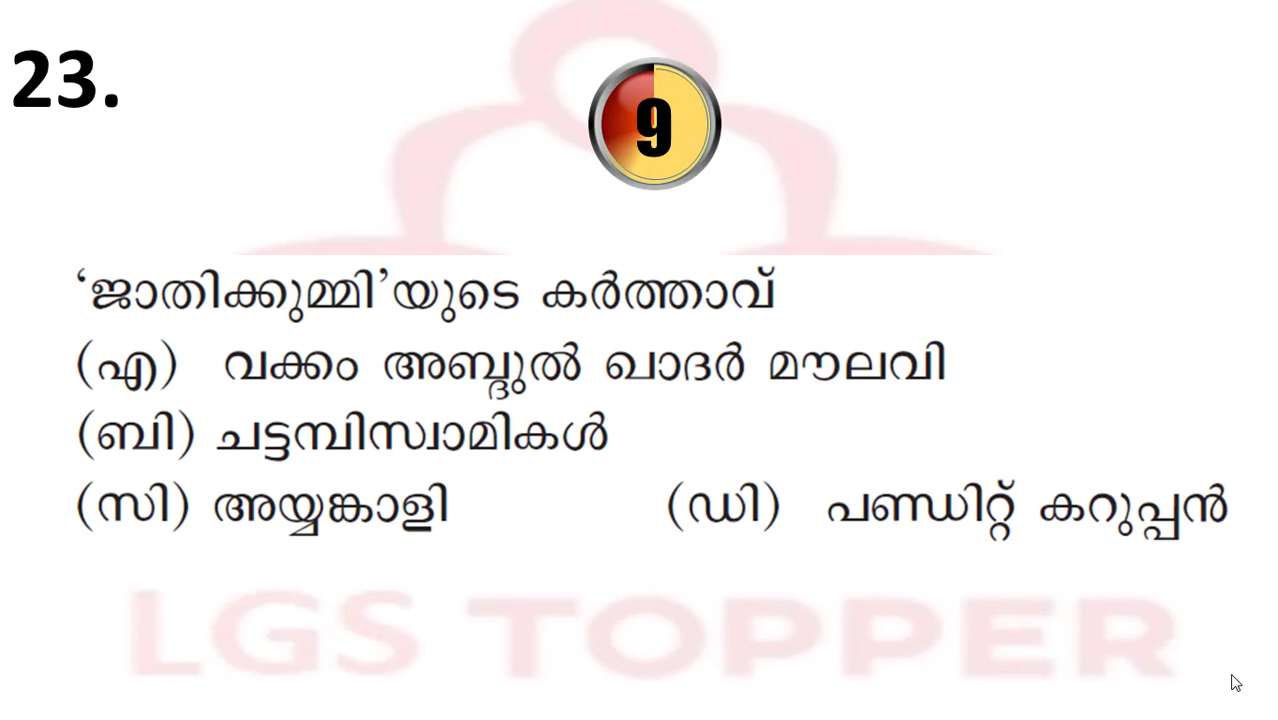 23.
9
‘ജാതിക്കുമ്മി’യുടെ കർത്താവ്
(എ) വക്കം അബ്ദുൽ ഖാദർ മൗലവി
(ബി) ചട്ടമ്പിസ്വാമികൾ
(സി) അയ്യങ്കാളി (ഡി) പണ്ഡിറ്റ് കറുപ്പൻ
LGS TOPPER